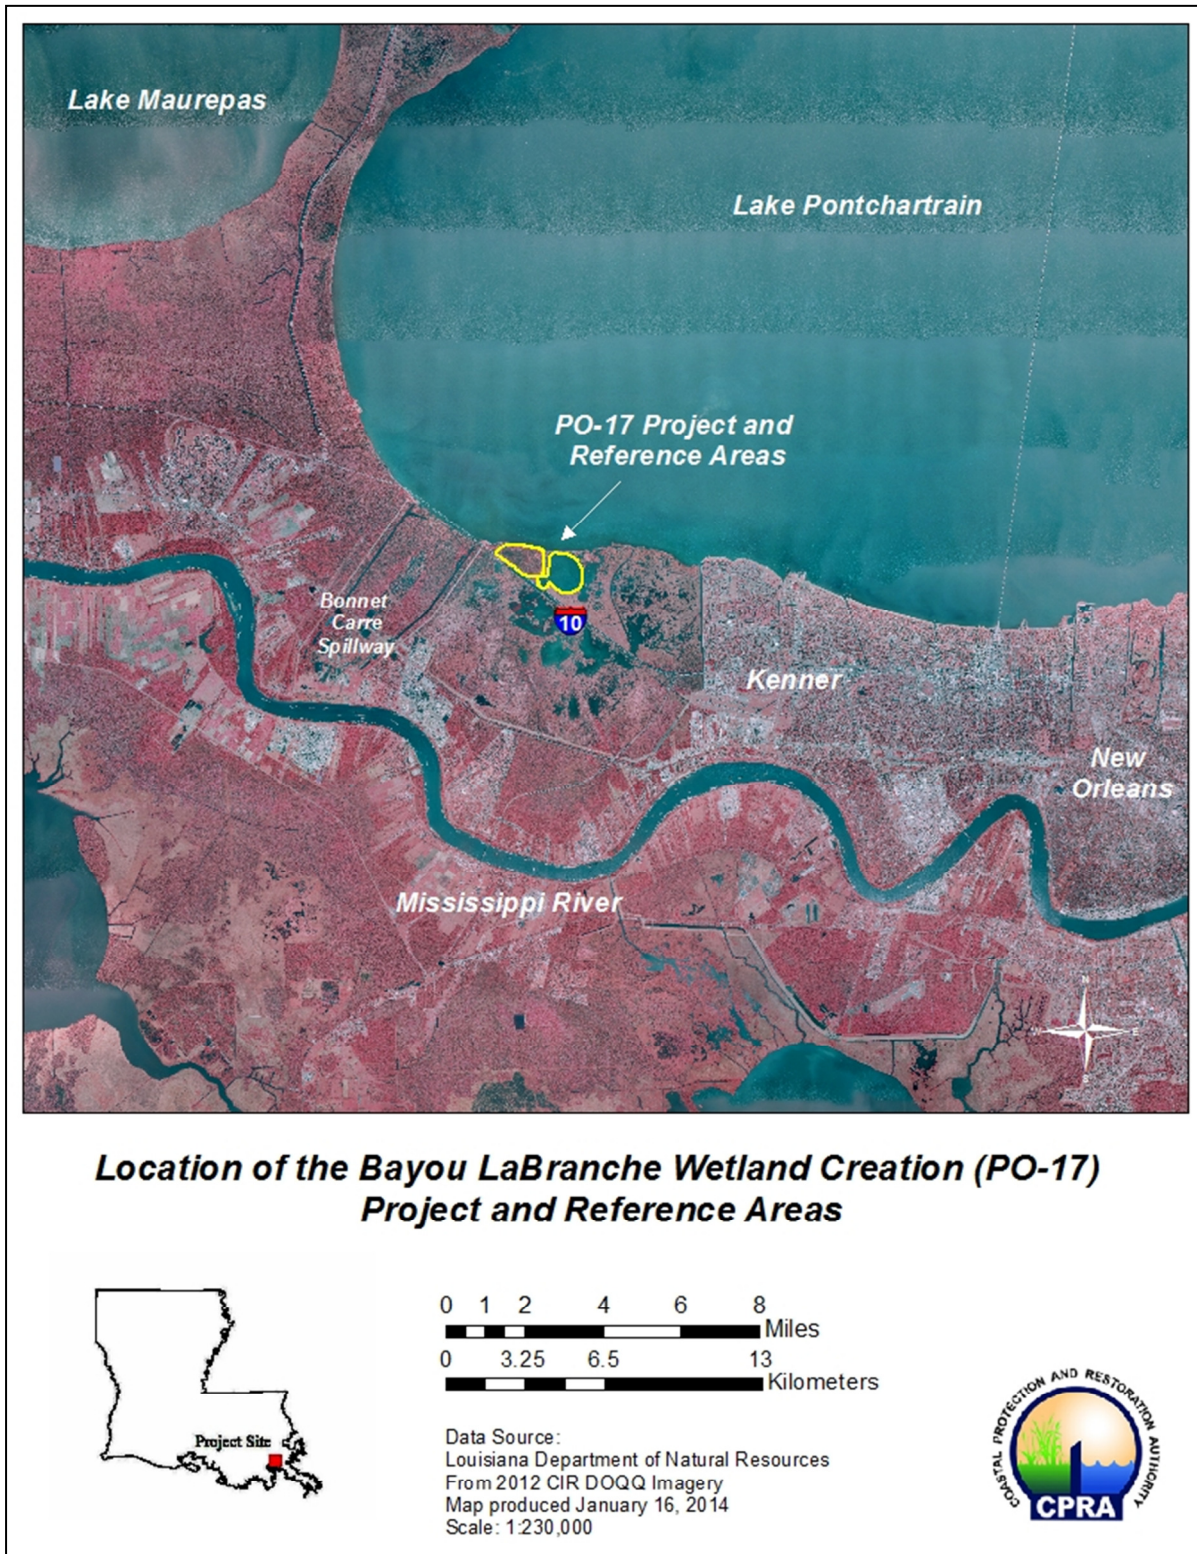 Lake Maurepas
Lake Pontchartrain
PO-17 Project and
Reference Areas
Bonnet
Carre
Spillway
10
Kenner
New
Orleans
Mississippi River
Location of the Bayou LaBranche Wetland Creation (PO-17)
Project and Reference Areas
Project Site
0 1 2 4 6 8
Miles
0 3.25 6.5 13
Kilometers
Data Source:
Louisiana Department of Natural Resources
From 2012 CIR DOQQ Imagery
Map produced January 16, 2014
Scale: 1:230,000
COASTAL PROTECTION AND RESTORATION AUTHORITY
CPRA